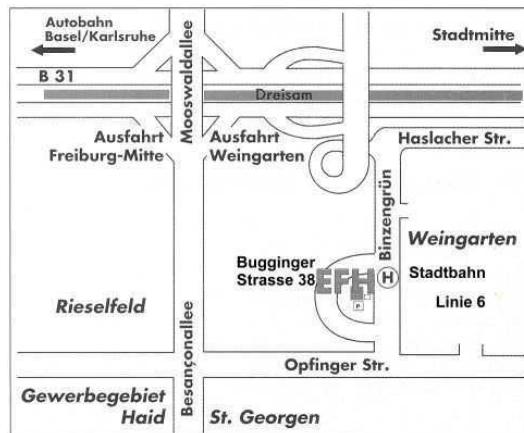 Autobahn
Basel/Karlsruhe
Stadtmitte
B 31
Mooswaldallee
Dreisam
Ausfahrt
Freiburg-Mitte
Ausfahrt
Weingarten
Haslacher Str.
Binzengrün
Weingarten
Bugginger
Strasse 38
EFH
H
Stadtbahn
Linie 6
P
Rieselfeld
Besançonallee
Opfinger Str.
Gewerbegebiet
Haid
St. Georgen